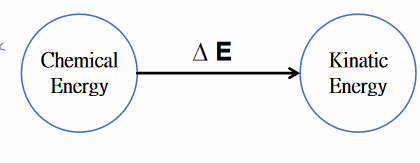 Chemical
Energy
Δ E
Kinatic
Energy